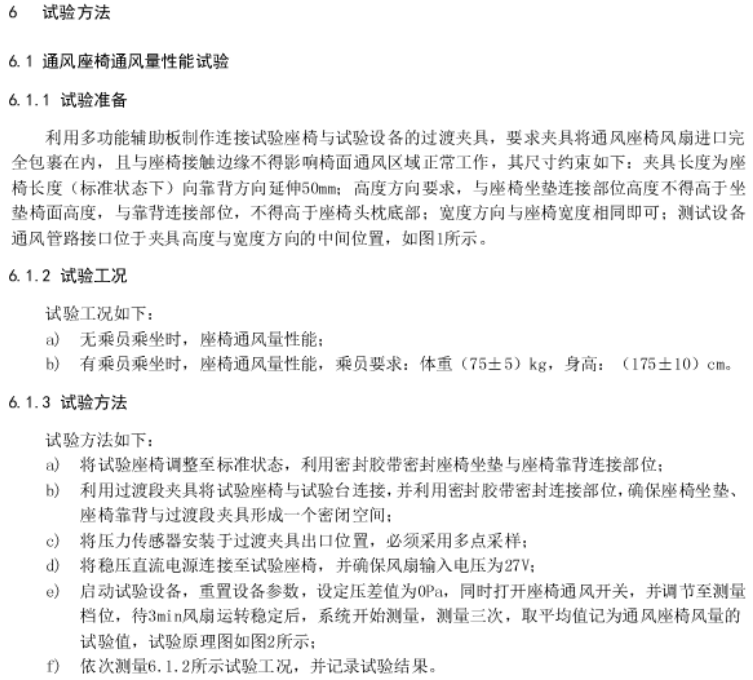 6 试验方法
6.1 通风座椅通风量性能试验
6.1.1 试验准备
利用多功能辅助板制作连接试验座椅与试验设备的过渡夹具，要求夹具将通风座椅风扇进口完
全包裹在内，且与座椅接触边缘不得影响椅面通风区域正常工作，其尺寸约束如下：夹具长度为座
椅长度（标准状态下）向靠背方向延伸50mm；高度方向要求，与座椅坐垫连接部位高度不得高于坐
垫椅面高度，与靠背连接部位，不得高于座椅头枕底部；宽度方向与座椅宽度相同即可；测试设备
通风管路接口位于夹具高度与宽度方向的中间位置，如图1所示。
6.1.2 试验工况
试验工况如下：
a) 无乘员乘坐时，座椅通风量性能；
b) 有乘员乘坐时，座椅通风量性能，乘员要求：体重（75±5）kg，身高：（175±10）cm。
6.1.3 试验方法
试验方法如下：
a) 将试验座椅调整至标准状态，利用密封胶带密封座椅坐垫与座椅靠背连接部位；
b) 利用过渡段夹具将试验座椅与试验台连接，并利用密封胶带密封连接部位，确保座椅坐垫、
座椅靠背与过渡段夹具形成一个密闭空间；
c) 将压力传感器安装于过渡夹具出口位置，必须采用多点采样；
d) 将稳压直流电源连接至试验座椅，并确保风扇输入电压为27V；
e) 启动试验设备，重置设备参数，设定压差值为0Pa，同时打开座椅通风开关，并调节至测量
档位，待3min风扇运转稳定后，系统开始测量，测量三次，取平均值记为通风座椅风量的
试验值，试验原理图如图2所示；
f) 依次测量6.1.2所示试验工况，并记录试验结果。